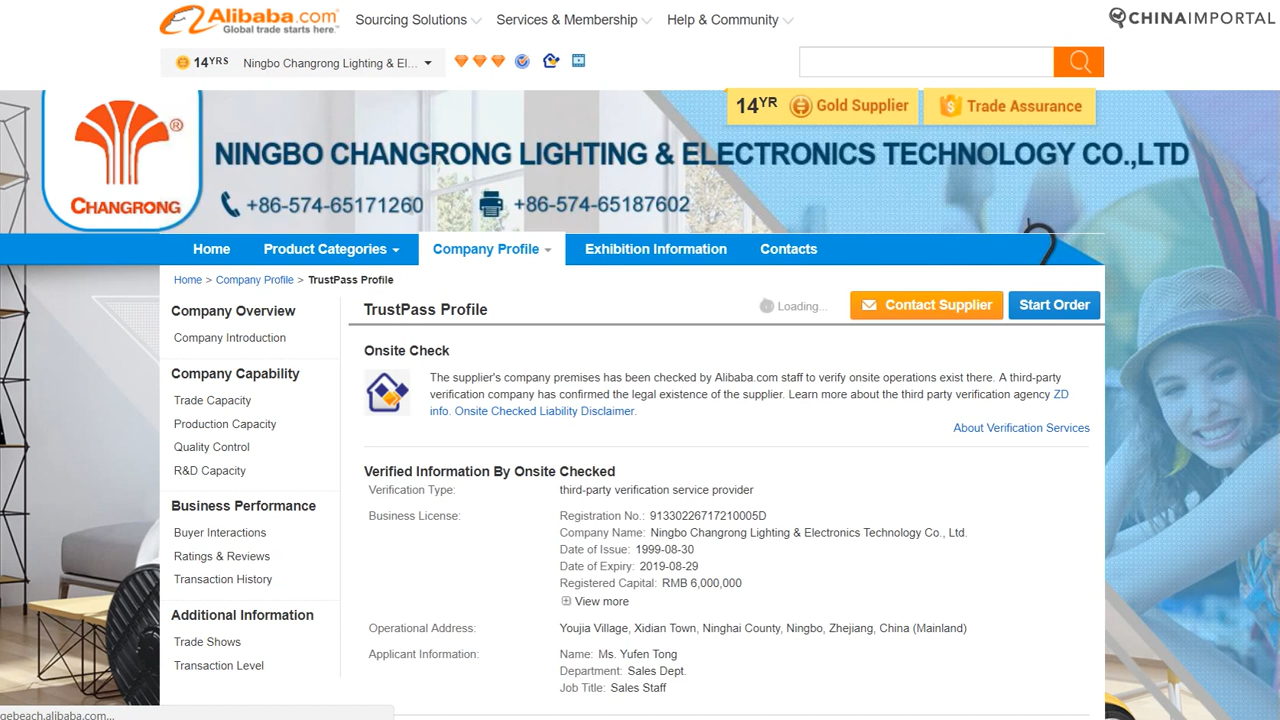 Alibaba.com
Global trade starts here.™
Sourcing Solutions
Services & Membership
Help & Community
CHINAIMPORTAL
14YRS
Ningbo Changrong Lighting & El...
14YR
Gold Supplier
Trade Assurance
®
CHANGRONG
NINGBO CHANGRONG LIGHTING & ELECTRONICS TECHNOLOGY CO.,LTD
+86-574-65171260
+86-574-65187602
Home
Product Categories
Company Profile
Exhibition Information
Contacts
Home > Company Profile > TrustPass Profile
Company Overview
Company Introduction
Company Capability
Trade Capacity
Production Capacity
Quality Control
R&D Capacity
Business Performance
Buyer Interactions
Ratings & Reviews
Transaction History
Additional Information
Trade Shows
Transaction Level
TrustPass Profile
Loading...
Contact Supplier
Start Order
Onsite Check
The supplier's company premises has been checked by Alibaba.com staff to verify onsite operations exist there. A third-party
verification company has confirmed the legal existence of the supplier. Learn more about the third party verification agency ZD
info. Onsite Checked Liability Disclaimer.
About Verification Services
Verified Information By Onsite Checked
Verification Type: third-party verification service provider
Business License: Registration No.: 91330226717210005D
Company Name: Ningbo Changrong Lighting & Electronics Technology Co., Ltd.
Date of Issue: 1999-08-30
Date of Expiry: 2019-08-29
Registered Capital: RMB 6,000,000
View more
Operational Address: Youjia Village, Xidian Town, Ninghai County, Ningbo, Zhejiang, China (Mainland)
Applicant Information: Name: Ms. Yufen Tong
Department: Sales Dept.
Job Title: Sales Staff
gebeach.alibaba.com...